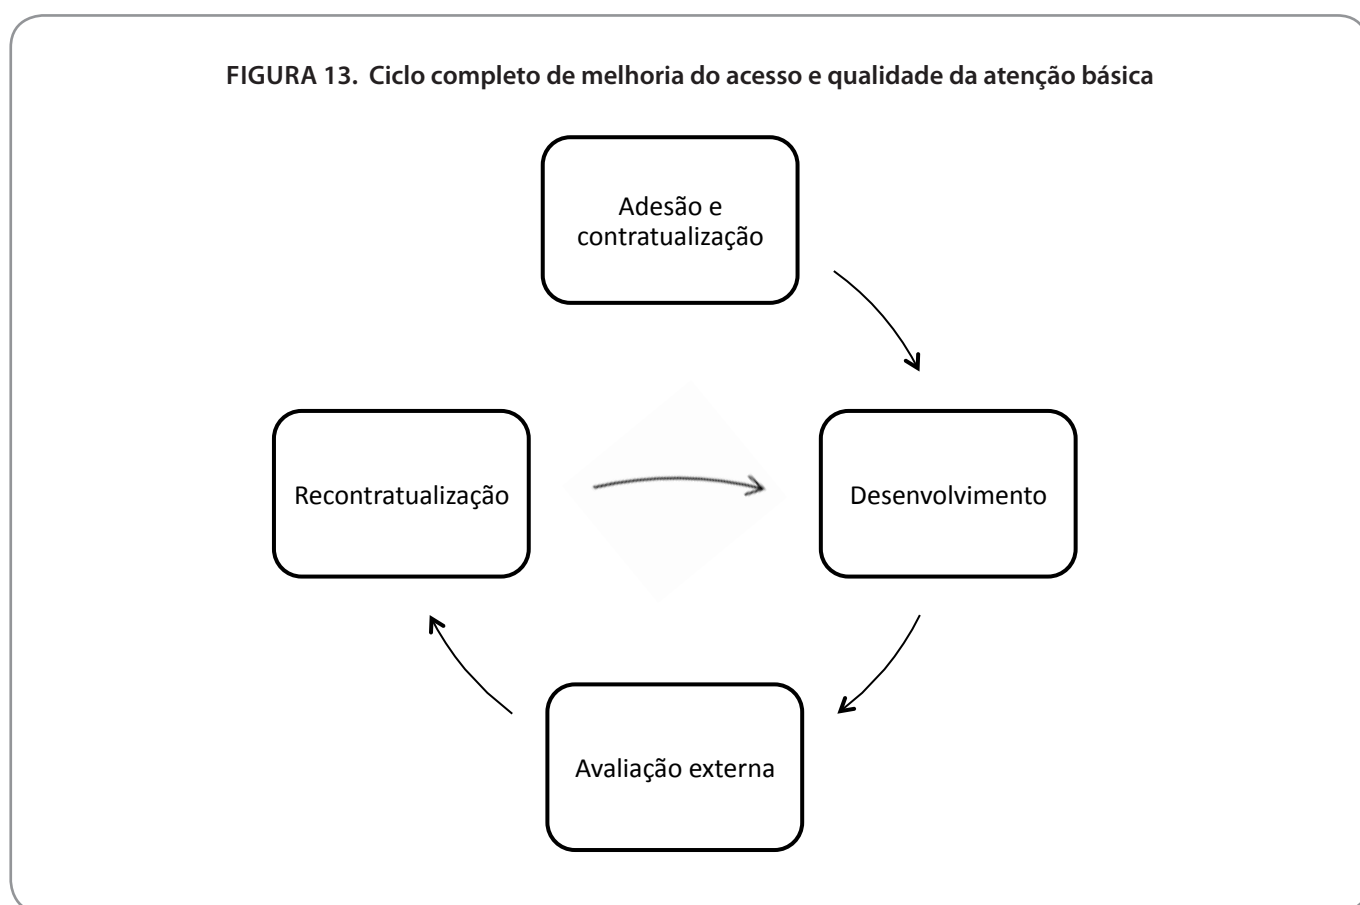 FIGURA 13. Ciclo completo de melhoria do acesso e qualidade da atenção básica
Adesão e
contratualização
Recontratualização
Desenvolvimento
Avaliação externa